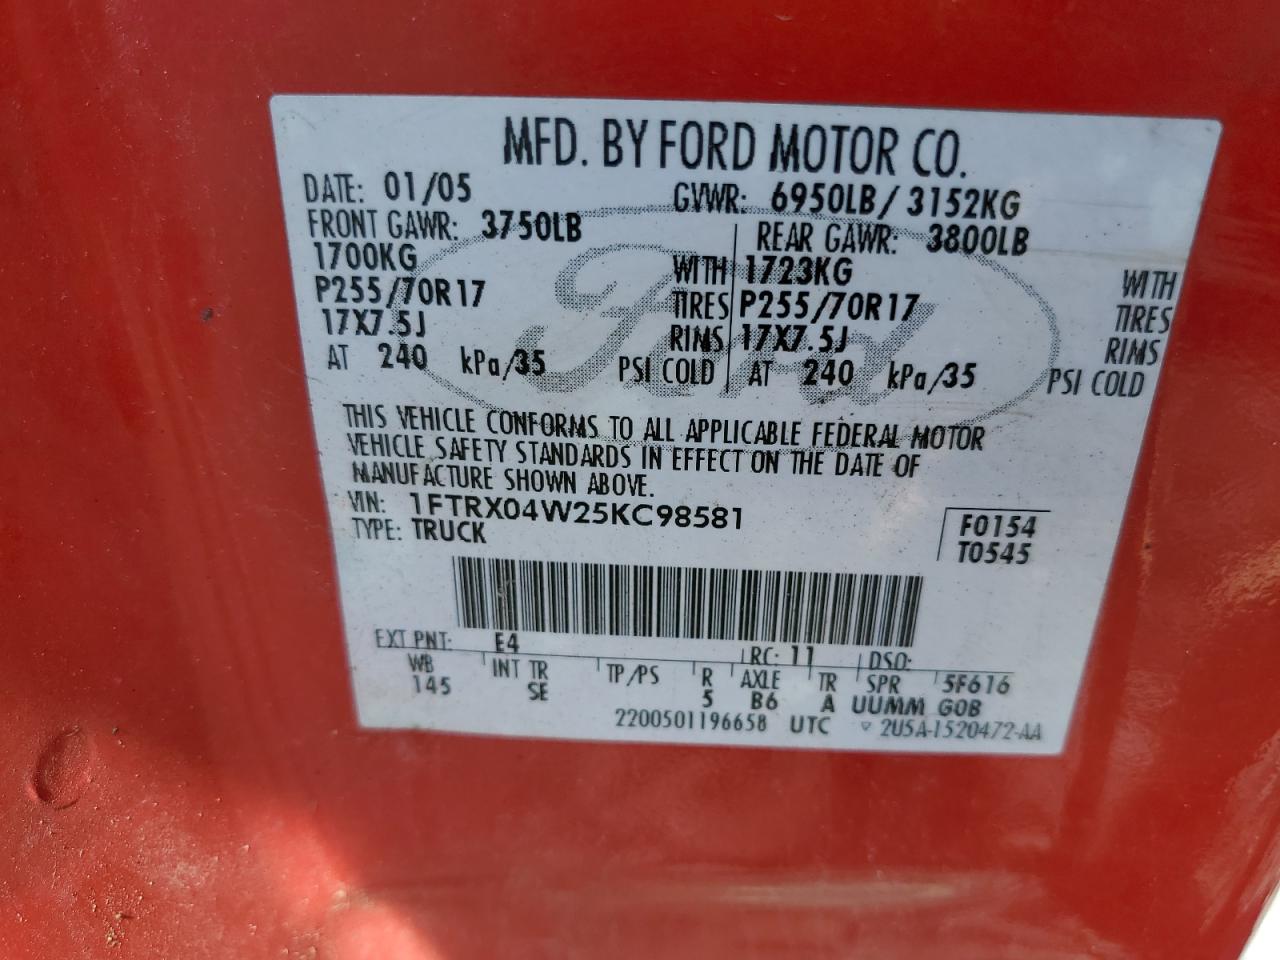 MFD. BY FORD MOTOR CO.
DATE: 01/05 GVWR: 6950LB / 3152KG
FRONT GAWR: 3750LB REAR GAWR: 3800LB
1700KG WITH 1723KG WITH
P255/70R17 TIRES P255/70R17 TIRES
17X7.5J RINS 17X7.5J RIMS
AT 240 kPa/35 PSI COLD AT 240 kPa/35 PSI COLD
Ford
THIS VEHICLE CONFORMS TO ALL APPLICABLE FEDERAL MOTOR
VEHICLE SAFETY STANDARDS IN EFFECT ON THE DATE OF
MANUFACTURE SHOWN ABOVE.
VIN: 1FTRX04W25KC98581
TYPE: TRUCK
F0154
T0545
EXT PNT: E4 RC: 11 DSO:
WB INT TR TP/PS R AXLE TR SPR 5F616
145 SE 5 B6 A UUMM GOB
2200501196658 UTC ▽ 2U5A-1520472-AA